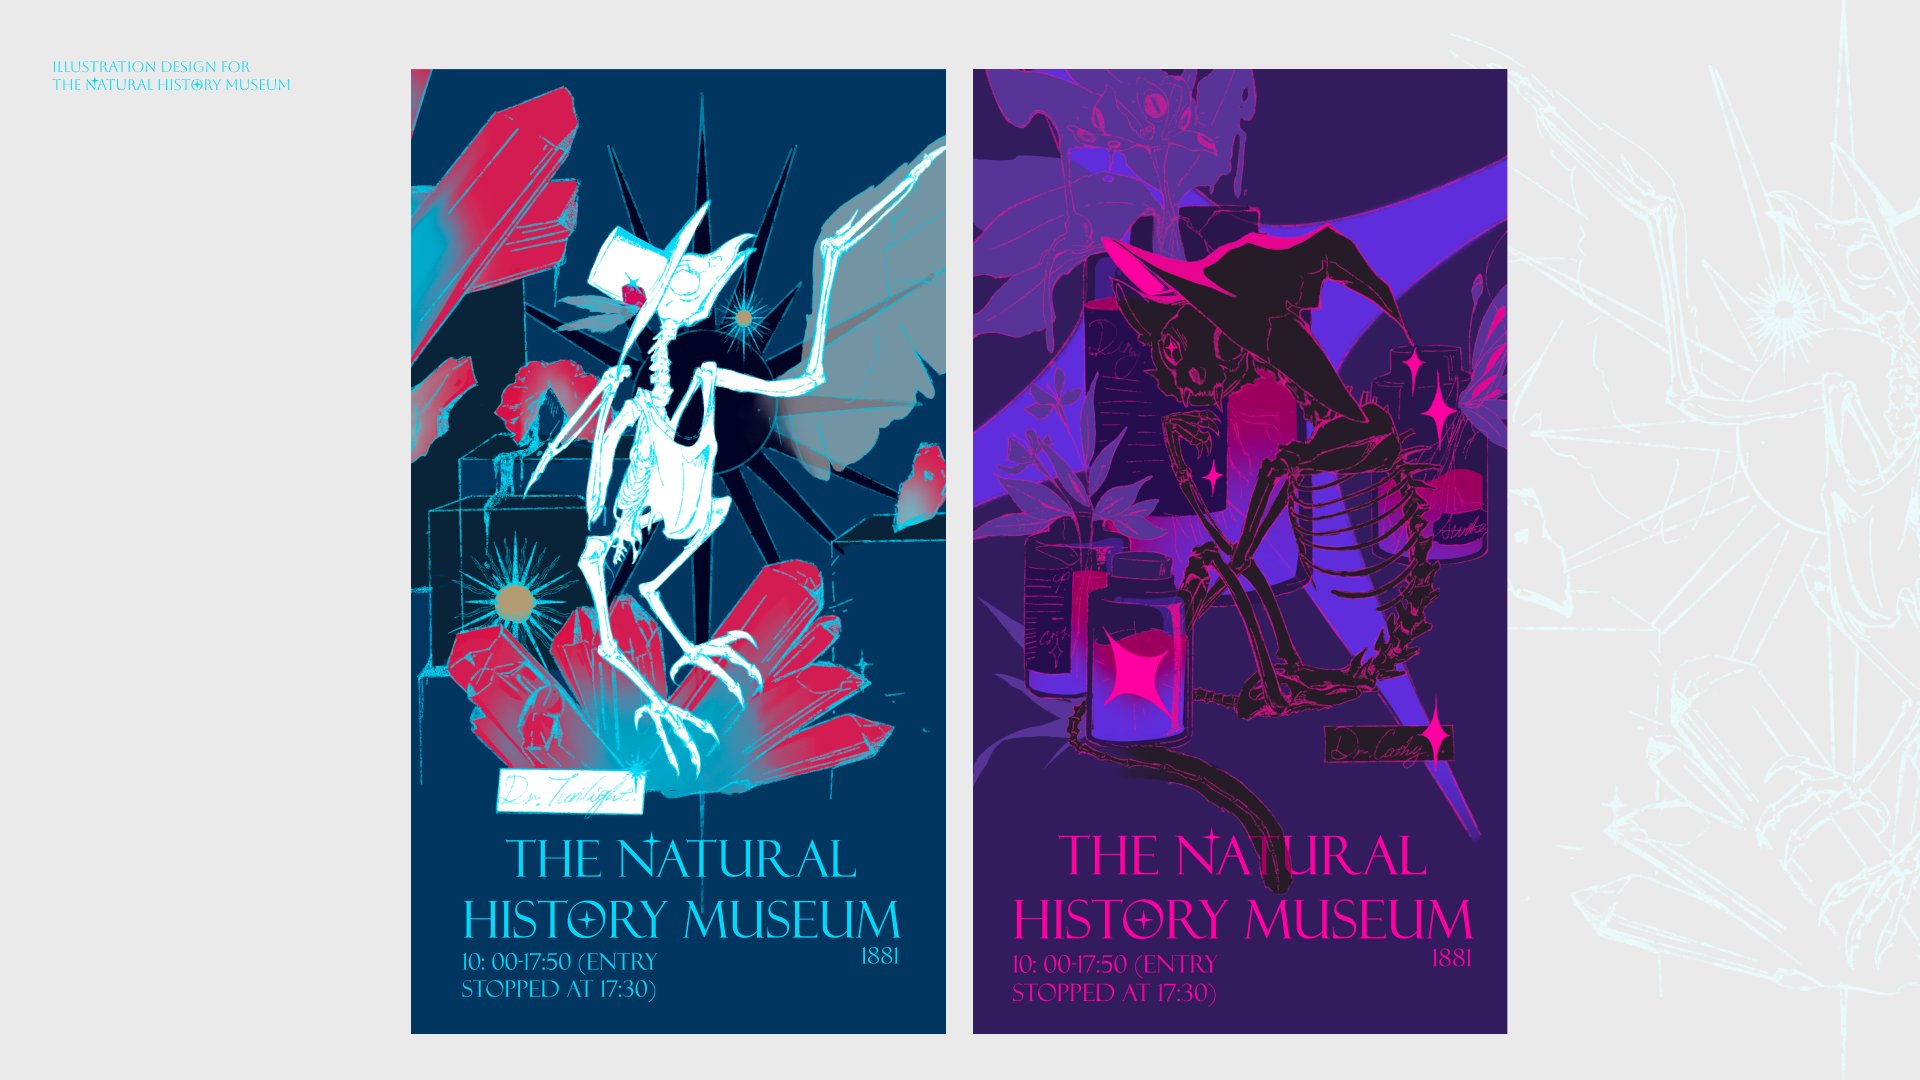 ILLUSTRATION DESIGN FOR
THE NATURAL HISTORY MUSEUM
Dr. Twilight.
THE NATURAL
HISTORY MUSEUM
1881
10: 00-17:50 (ENTRY
STOPPED AT 17:30)
Dr. Cathy
THE NATURAL
HISTORY MUSEUM
1881
10: 00-17:50 (ENTRY
STOPPED AT 17:30)